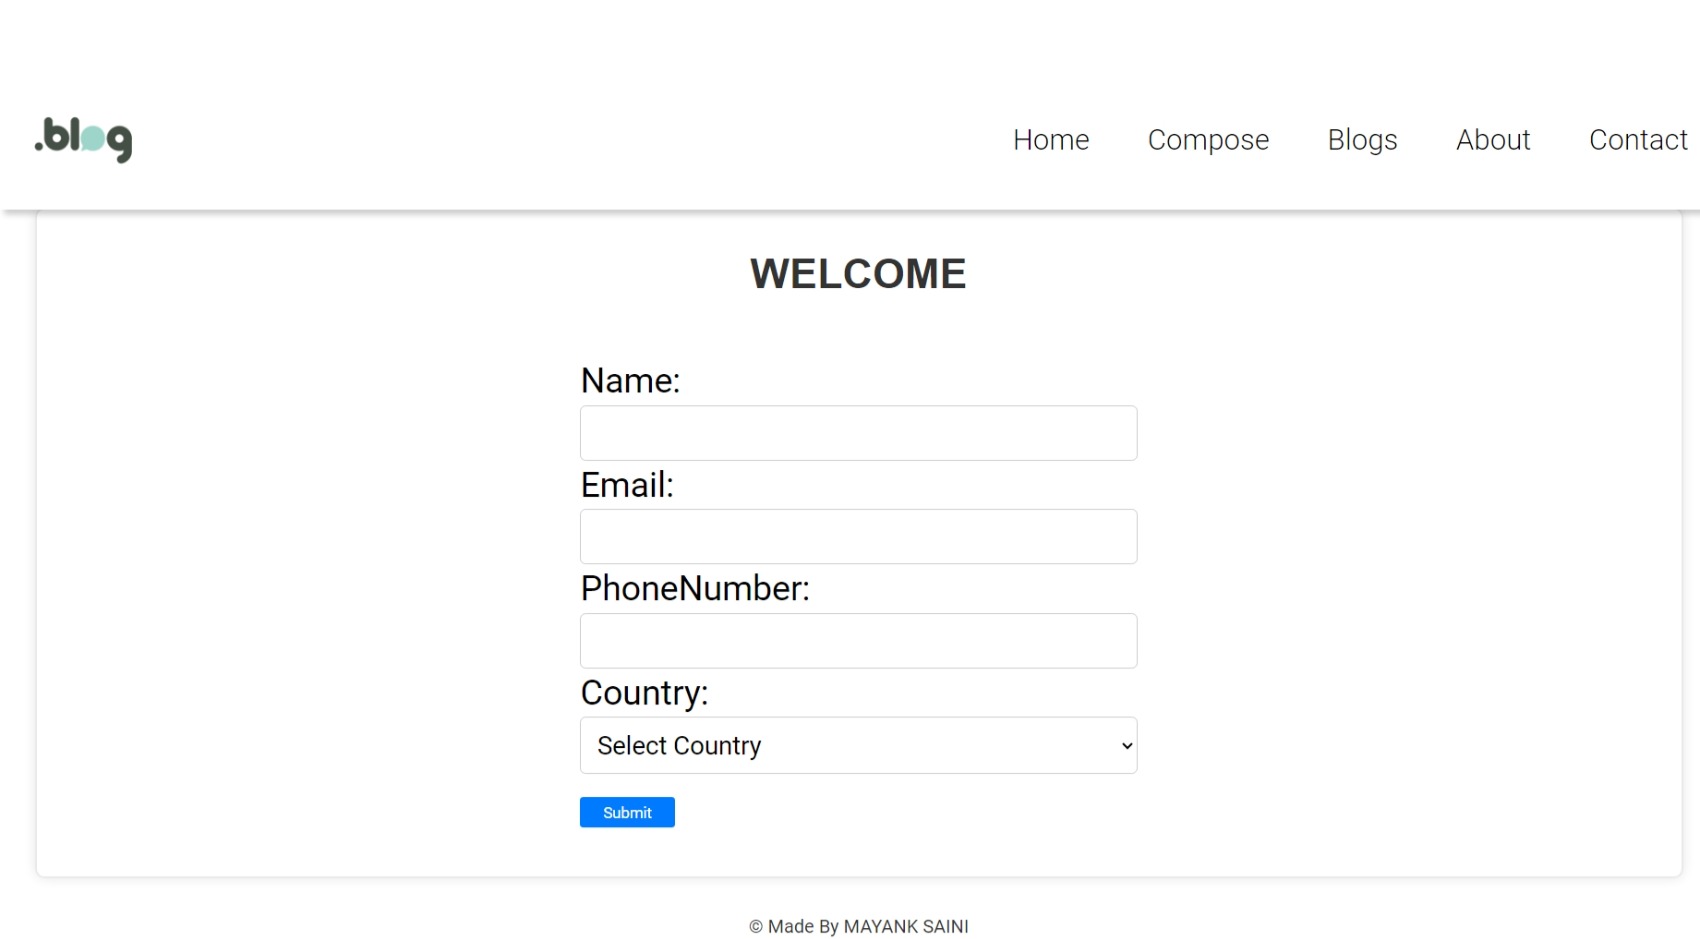 .blog
Home Compose Blogs About Contact
WELCOME
Name:
Email:
PhoneNumber:
Country:
Select Country
Submit
© Made By MAYANK SAINI